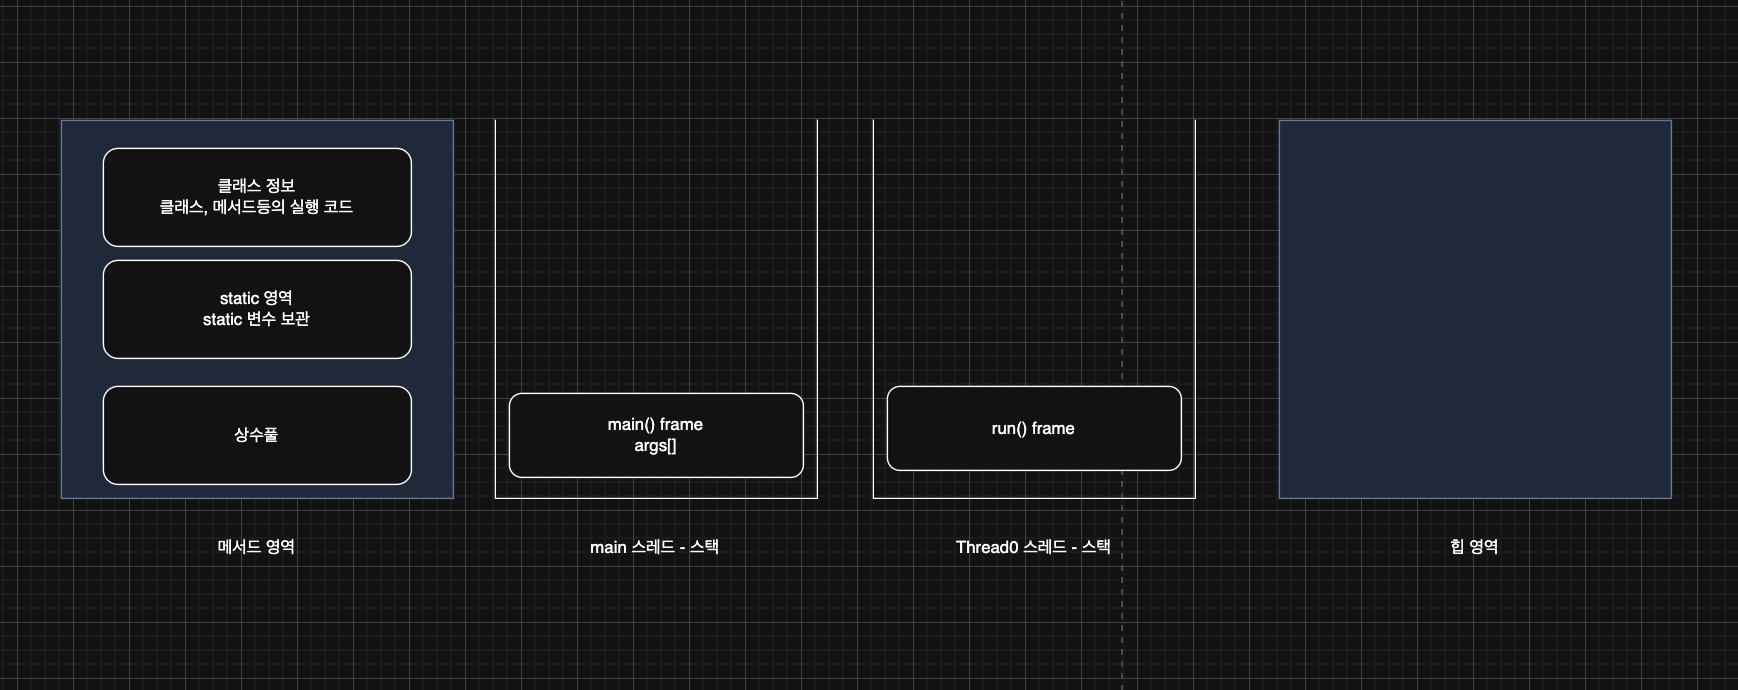 클래스 정보
클래스, 메서드등의 실행 코드
static 영역
static 변수 보관
상수풀
메서드 영역
main() frame
args[]
main 스레드 - 스택
run() frame
Thread0 스레드 - 스택
힙 영역